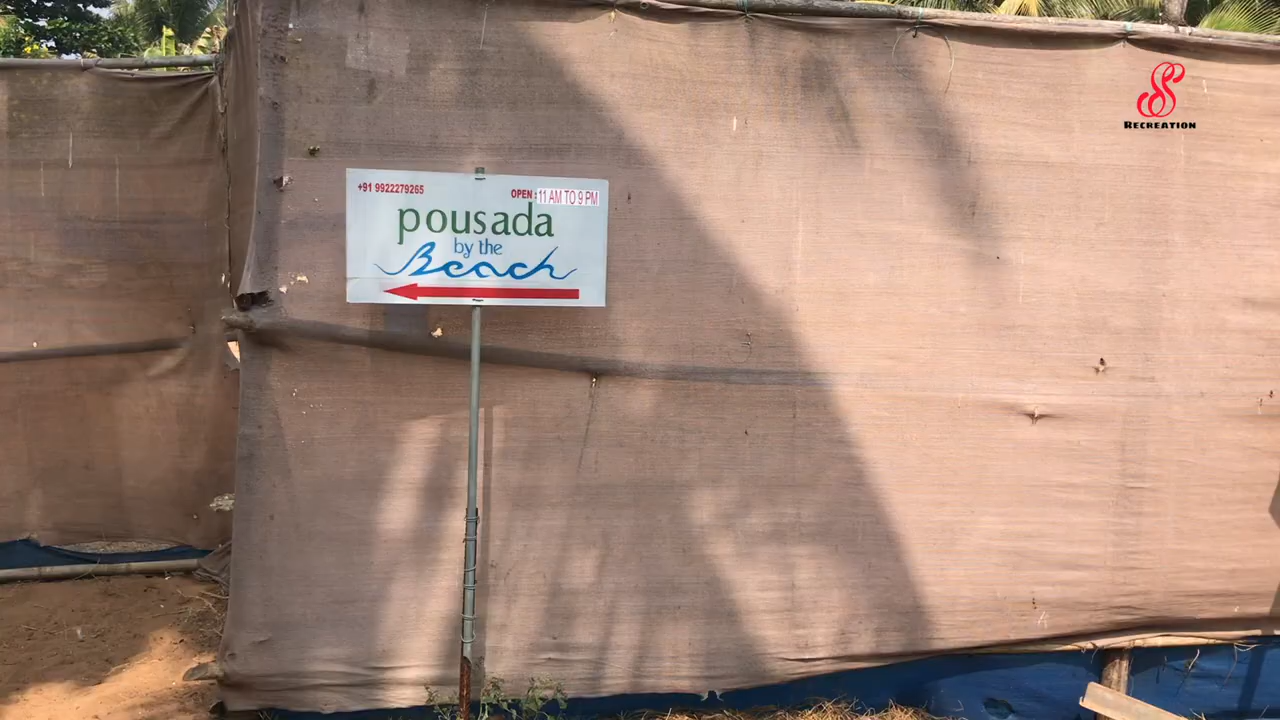 +91 9922279265
OPEN : 11 AM TO 9 PM
pousada
by the
Beach
S
RECREATION